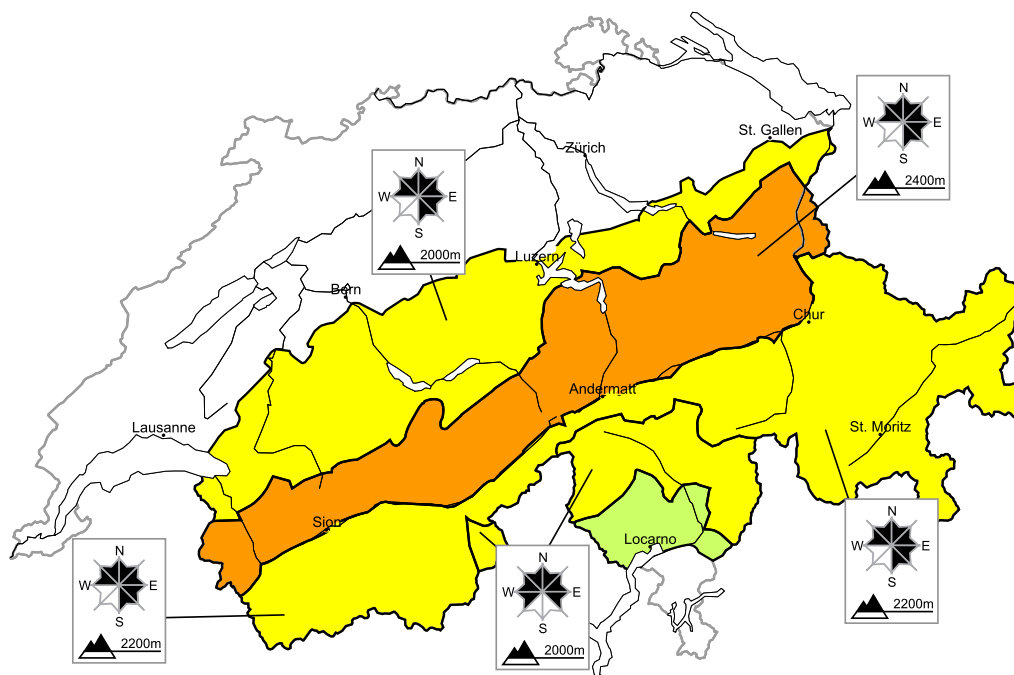 N
St. Gallen
W E
Zürich
S
N
2400m
W E
S
2000m
Luzern
Bern
Chur
Andermatt
Lausanne
St. Moritz
Sion
N
W E
Locarno
S
2200m
N
W E
N
W E
S
2200m
S
2000m